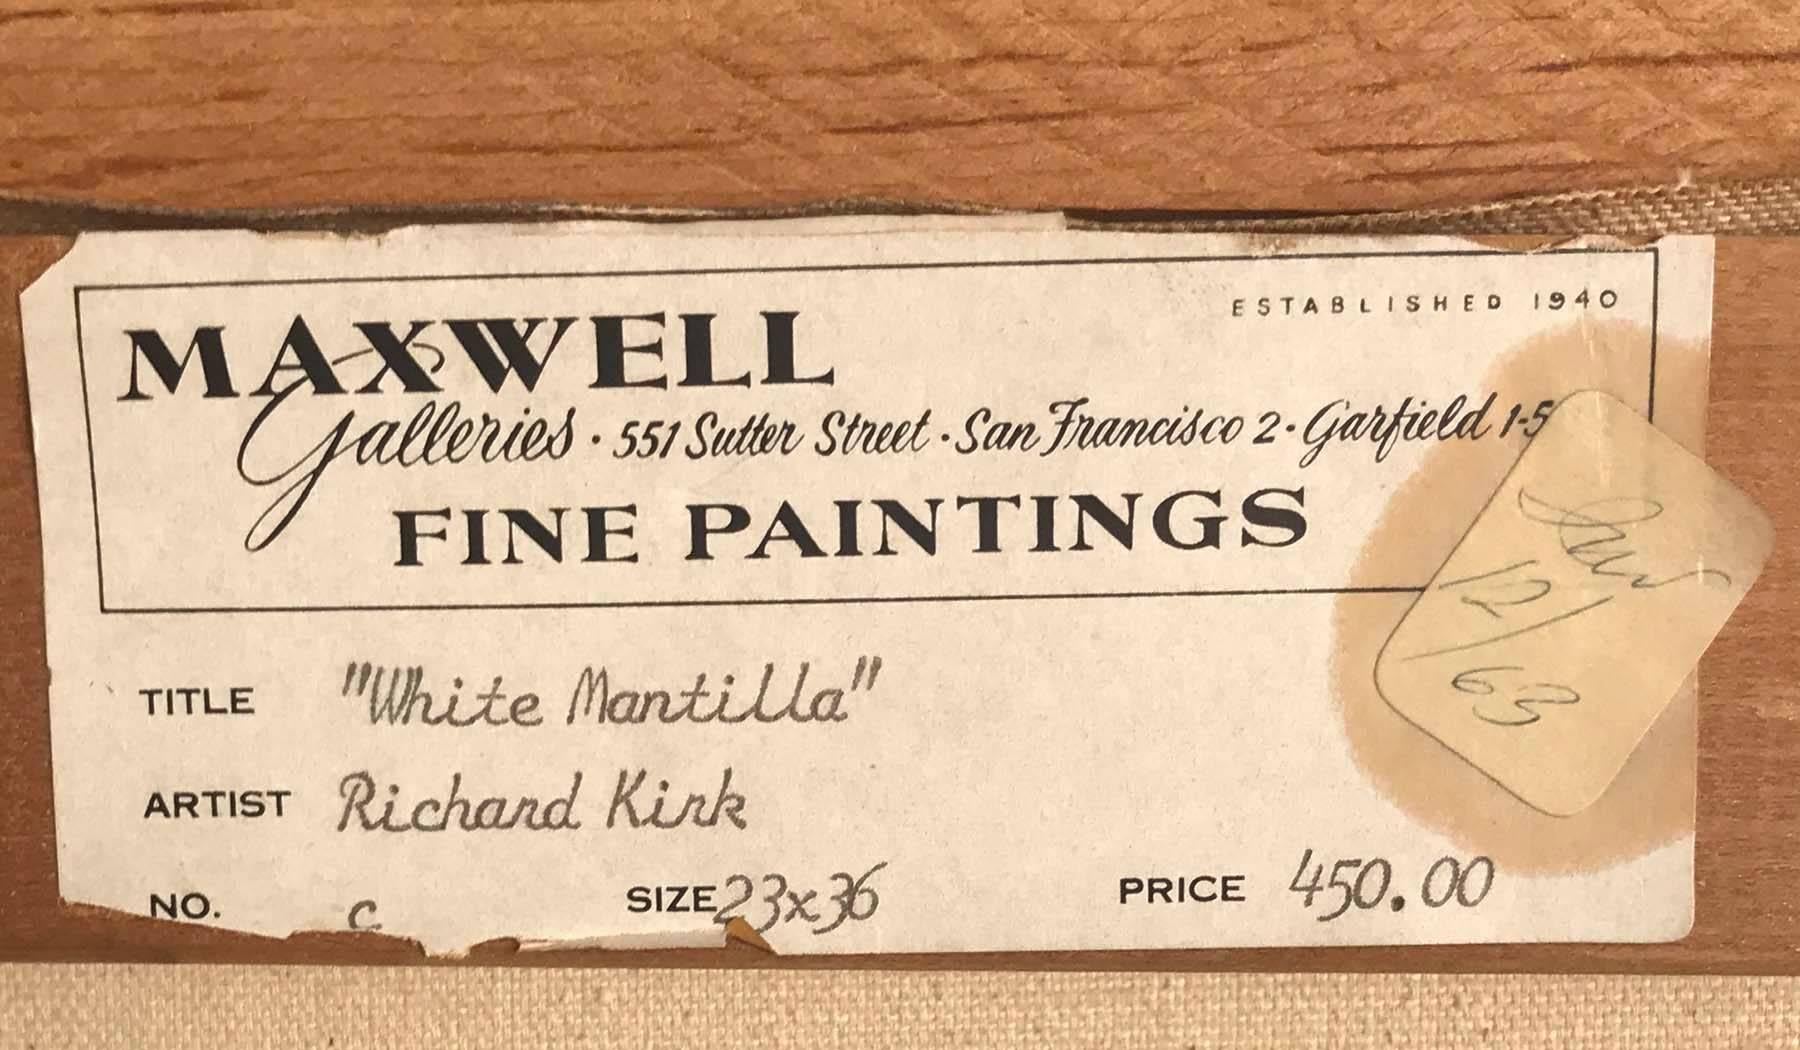 ESTABLISHED 1940
MAXWELL
Galleries · 551 Sutter Street · San Francisco 2 · Garfield 1-5
FINE PAINTINGS
12/
63
TITLE "White Mantilla"
ARTIST Richard Kirk
NO. C SIZE 23x36 PRICE 450.00